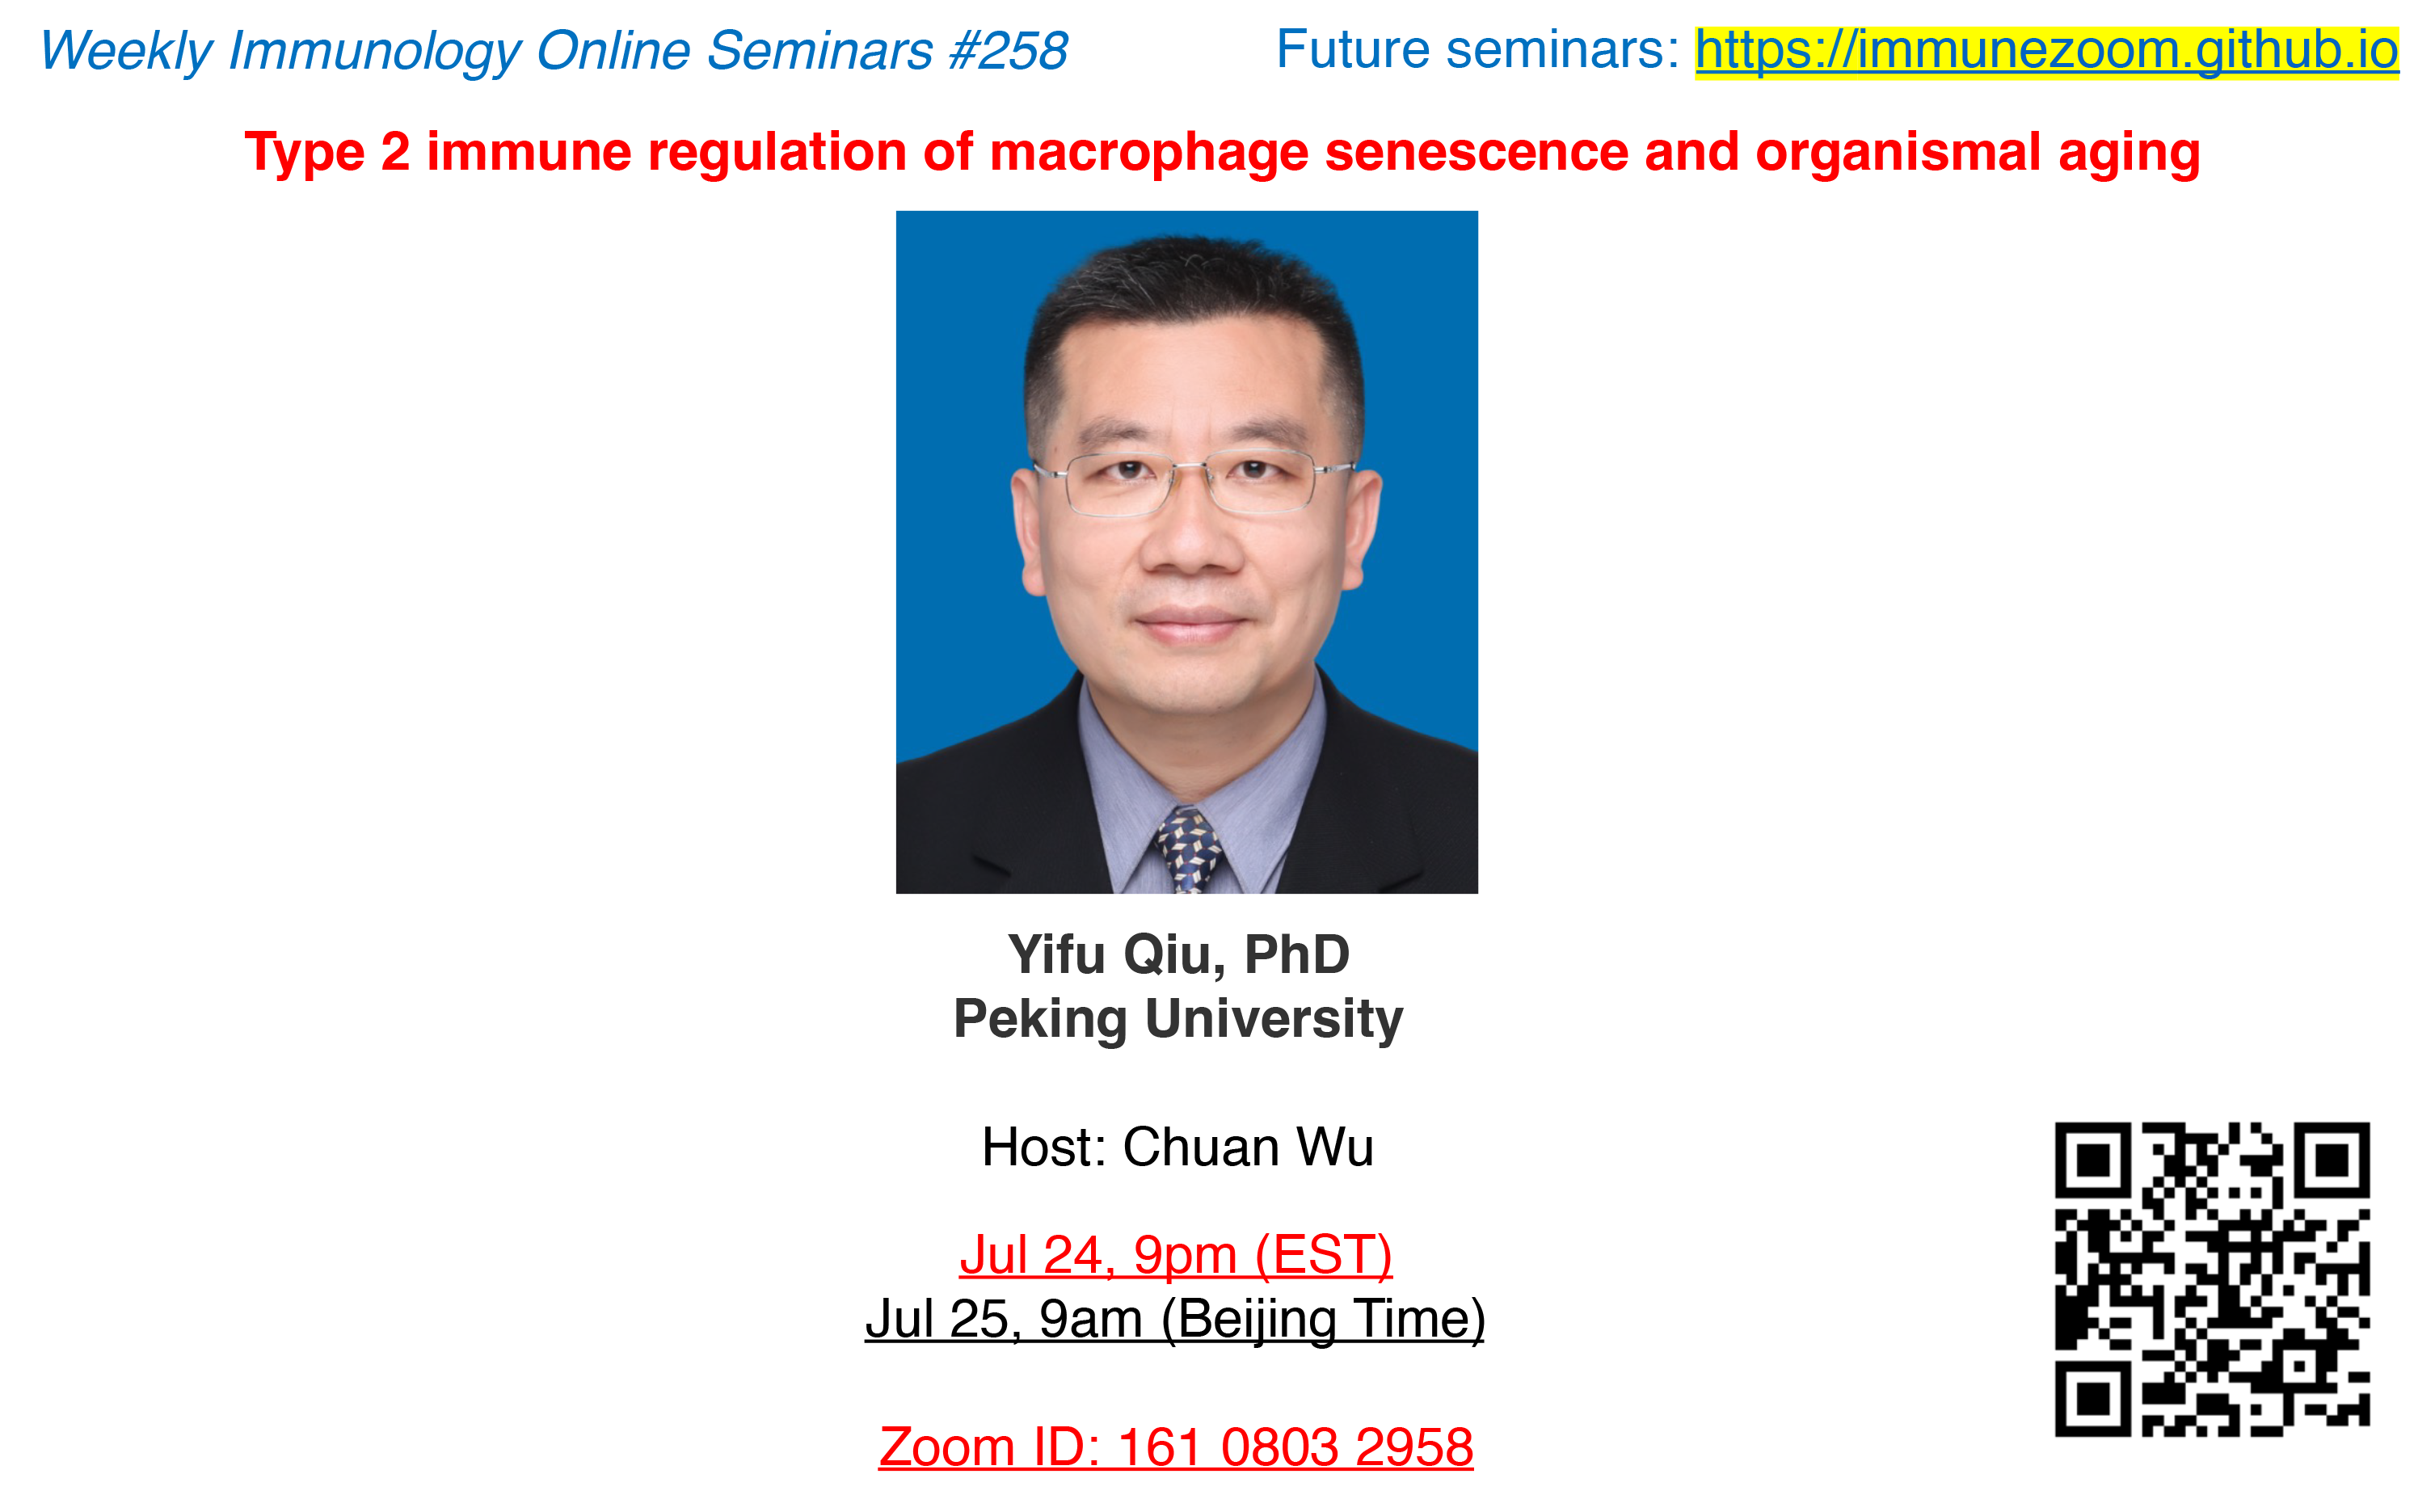 Weekly Immunology Online Seminars #258
Future seminars: https://immunezoom.github.io
Type 2 immune regulation of macrophage senescence and organismal aging
Yifu Qiu, PhD
Peking University
Host: Chuan Wu
Jul 24, 9pm (EST)
Jul 25, 9am (Beijing Time)
Zoom ID: 161 0803 2958